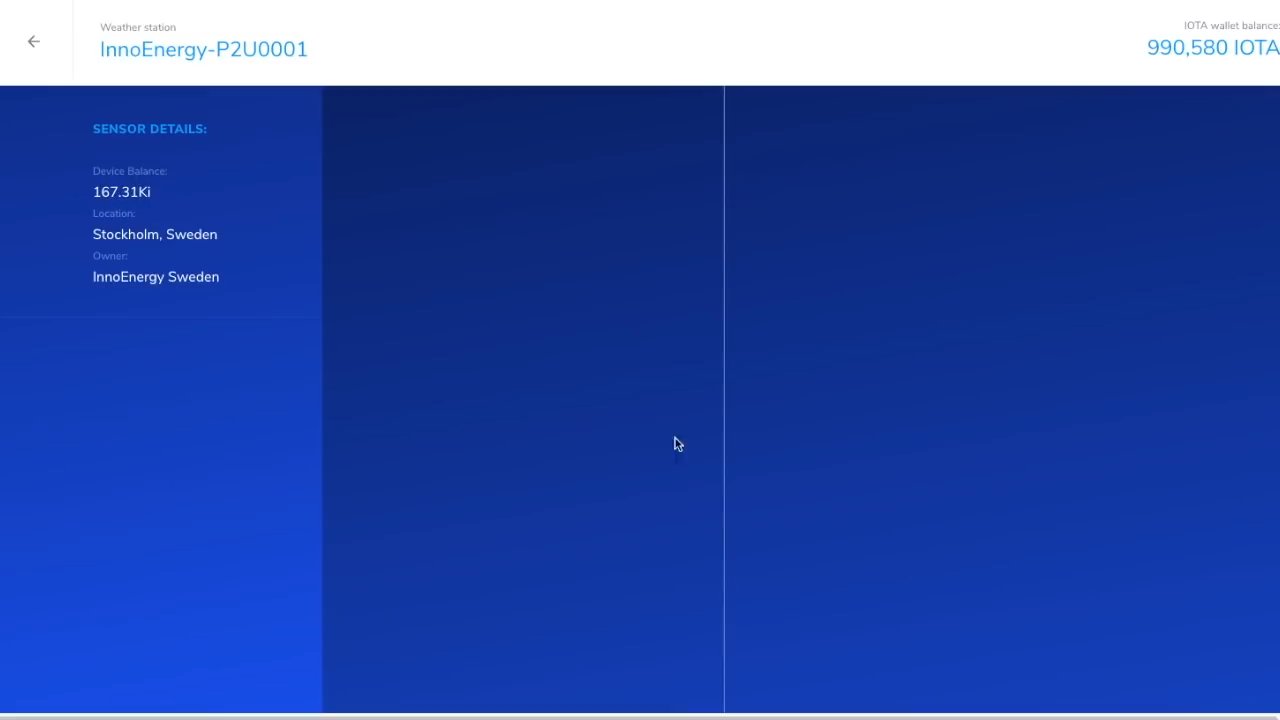 Weather station
InnoEnergy-P2U0001
IOTA wallet balance:
990,580 IOTA
SENSOR DETAILS:
Device Balance:
167.31Ki
Location:
Stockholm, Sweden
Owner:
InnoEnergy Sweden